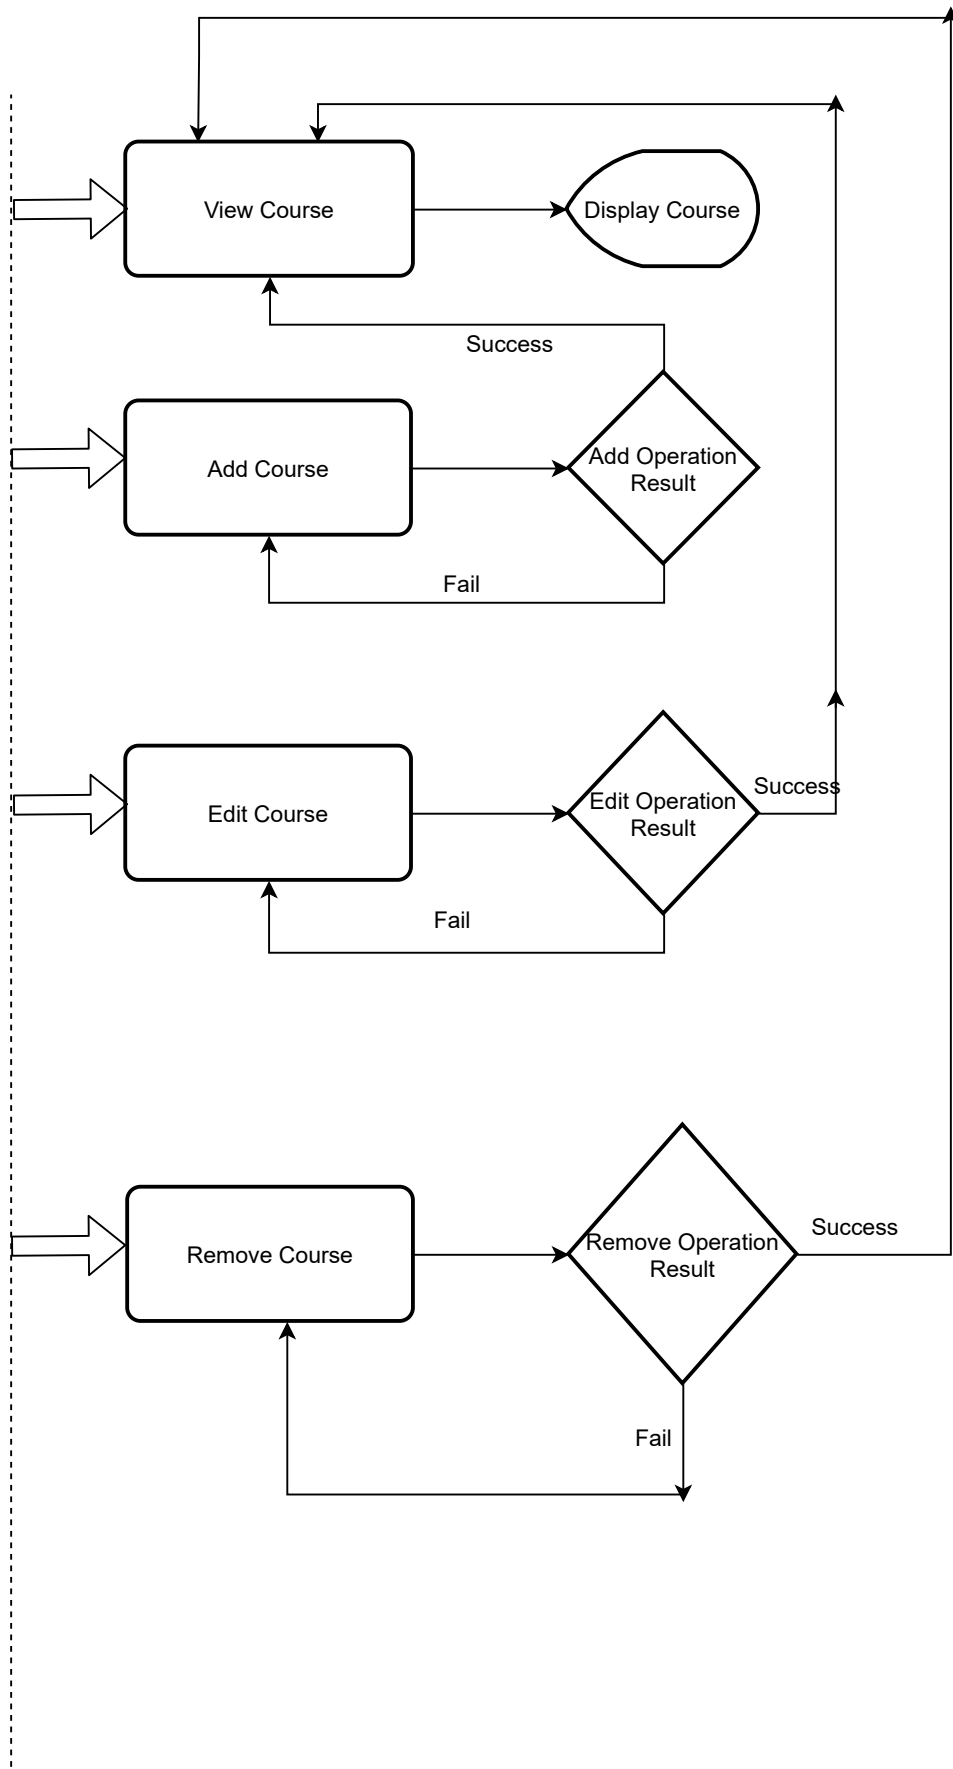 View Course
Display Course
Success
Add Course
Add Operation
Result
Fail
Edit Course
Edit Operation
Result
Success
Fail
Remove Course
Remove Operation
Result
Success
Fail